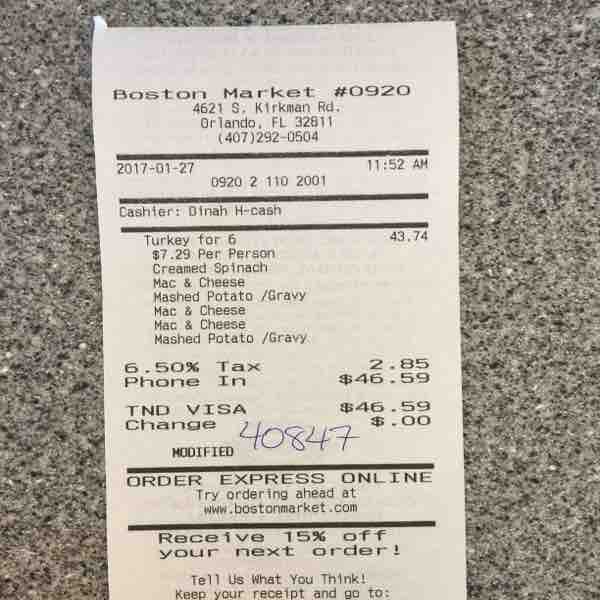 Boston Market #0920
4621 S. Kirkman Rd.
Orlando, FL 32811
(407)292-0504
2017-01-27 11:52 AM
0920 2 110 2001
Cashier: Dinah H-cash
Turkey for 6 43.74
$7.29 Per Person
Creamed Spinach
Mac & Cheese
Mashed Potato /Gravy
Mac & Cheese
Mac & Cheese
Mashed Potato /Gravy
6.50% Tax 2.85
Phone In $46.59
TND VISA $46.59
Change $.00
40847
MODIFIED
ORDER EXPRESS ONLINE
Try ordering ahead at
www.bostonmarket.com
Receive 15% off
your next order!
Tell Us What You Think!
Keep your receipt and go to: